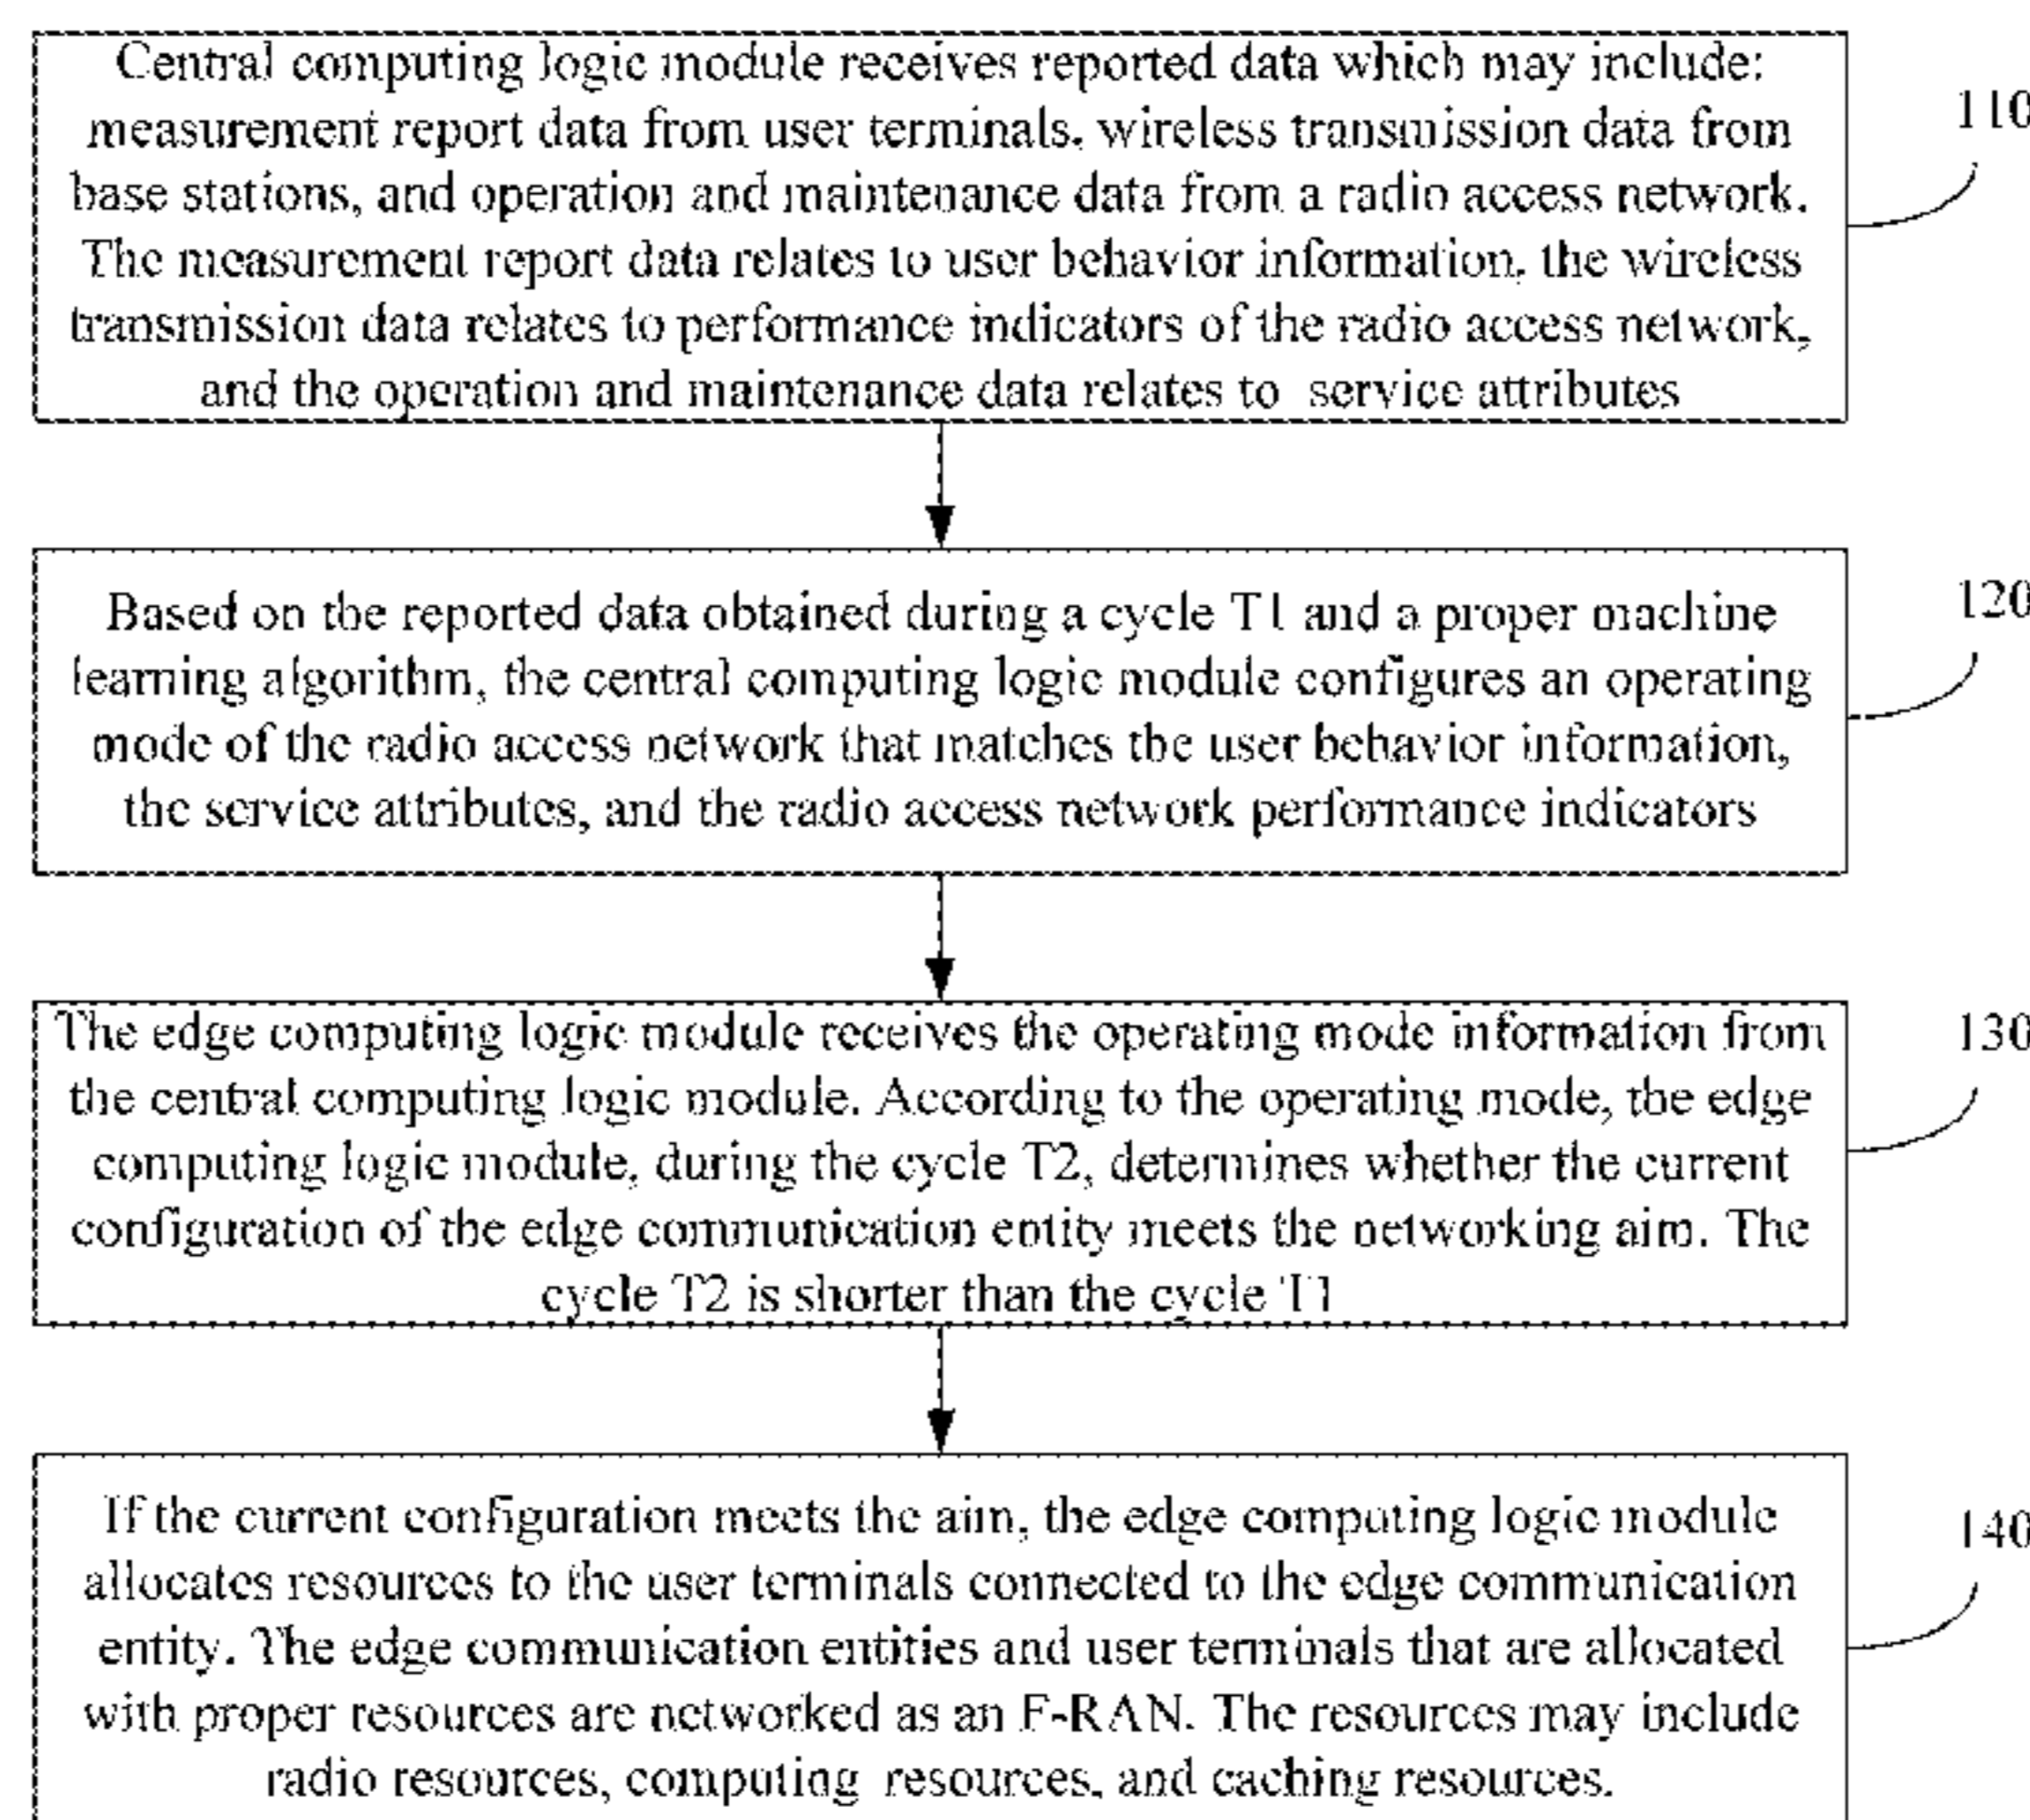 Central computing logic module receives reported data which may include:
measurement report data from user terminals, wireless transmission data from
base stations, and operation and maintenance data from a radio access network.
The measurement report data relates to user behavior information, the wireless
transmission data relates to performance indicators of the radio access network,
and the operation and maintenance data relates to service attributes
110
Based on the reported data obtained during a cycle T1 and a proper machine
learning algorithm, the central computing logic module configures an operating
mode of the radio access network that matches the user behavior information,
the service attributes, and the radio access network performance indicators
120
The edge computing logic module receives the operating mode information from
the central computing logic module. According to the operating mode, the edge
computing logic module, during the cycle T2, determines whether the current
configuration of the edge communication entity meets the networking aim. The
cycle T2 is shorter than the cycle T1
130
If the current configuration meets the aim, the edge computing logic module
allocates resources to the user terminals connected to the edge communication
entity. The edge communication entities and user terminals that are allocated
with proper resources are networked as an F-RAN. The resources may include
radio resources, computing resources, and caching resources.
140